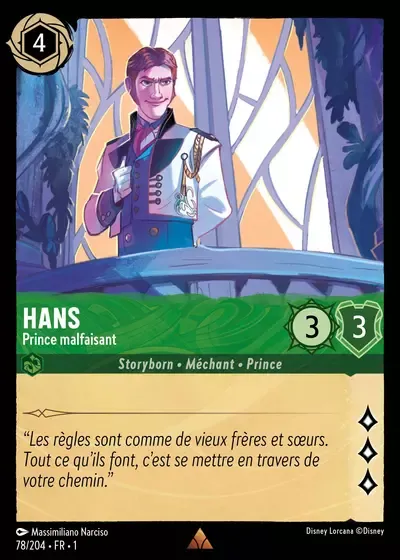 4
HANS
Prince malfaisant
3
3
Storyborn • Méchant • Prince
“Les règles sont comme de vieux frères et sœurs.
Tout ce qu’ils font, c’est se mettre en travers de
votre chemin.”
Massimiliano Narciso
Disney Lorcana ©Disney
78/204 • FR • 1